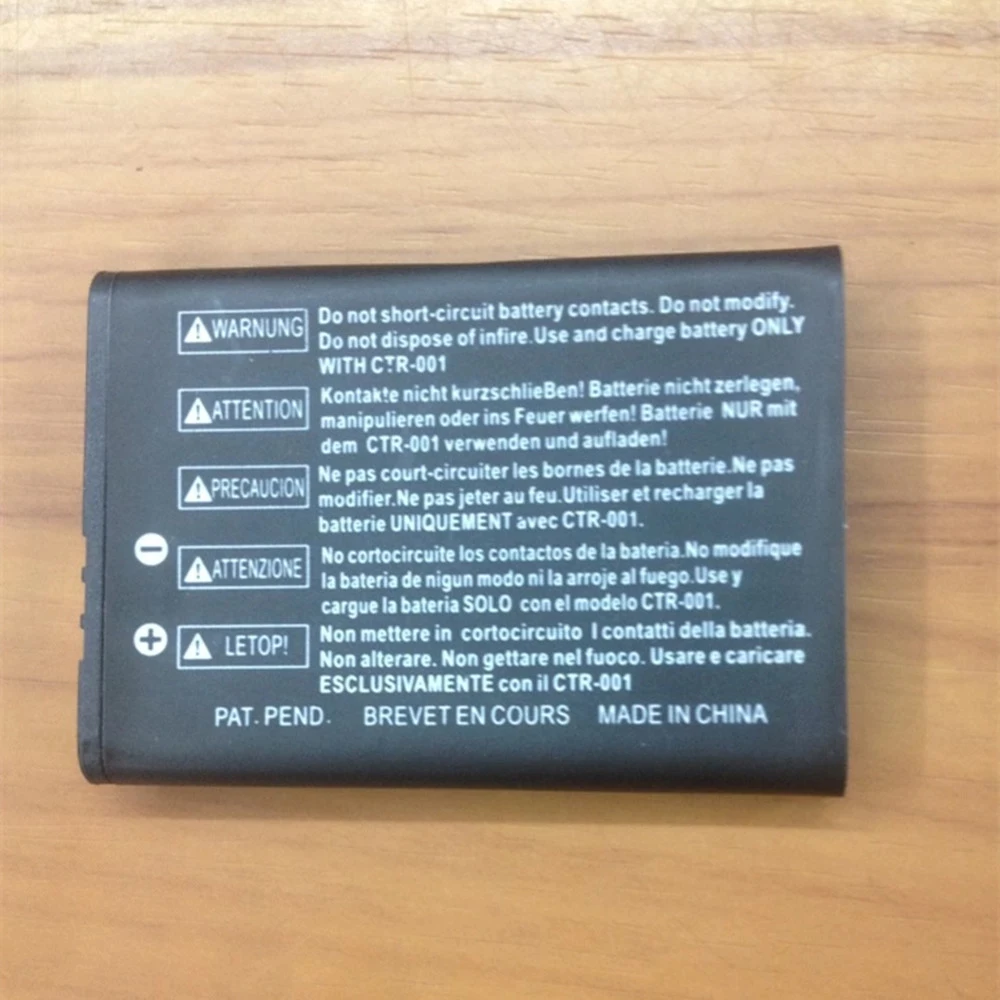 WARNUNG Do not short-circuit battery contacts. Do not modify.
Do not dispose of infire.Use and charge battery ONLY
WITH CTR-001
ATTENTION Kontakte nicht kurzschlieBen! Batterie nicht zerlegen,
manipulieren oder ins Feuer werfen! Batterie NUR mit
dem CTR-001 verwenden und aufladen!
PRECAUCION Ne pas court-circuiter les bornes de la batterie.Ne pas
modifier.Ne pas jeter au feu.Utiliser et recharger la
batterie UNIQUEMENT avec CTR-001.
ATTENZIONE No cortocircuite los contactos de la bateria.No modifique
la bateria de nigun modo ni la arroje al fuego.Use y
cargue la bateria SOLO con el modelo CTR-001.
LETOP! Non mettere in cortocircuito I contatti della batteria.
Non alterare. Non gettare nel fuoco. Usare e caricare
ESCLUSIVAMENTE con il CTR-001
PAT. PEND. BREVET EN COURS MADE IN CHINA